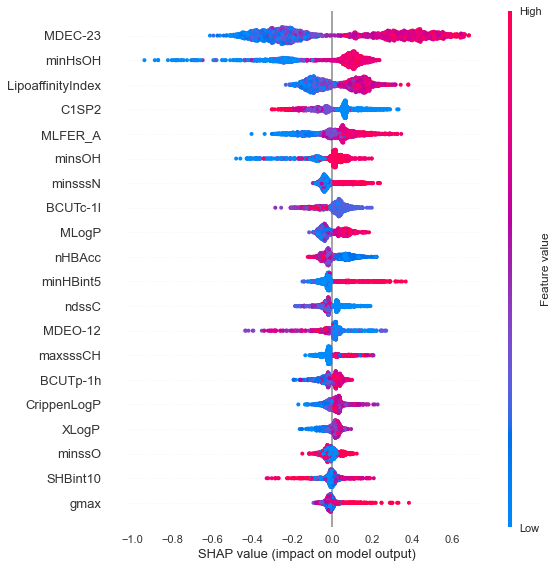 High
MDEC-23
minHsOH
LipoaffinityIndex
C1SP2
MLFER_A
minsOH
minsssN
BCUTc-1l
MLogP
nHBAcc
minHBint5
ndssC
MDEO-12
maxsssCH
BCUTp-1h
CrippenLogP
XLogP
minssO
SHBint10
gmax
Feature value
Low
−1.0 −0.8 −0.6 −0.4 −0.2 0.0 0.2 0.4 0.6
SHAP value (impact on model output)